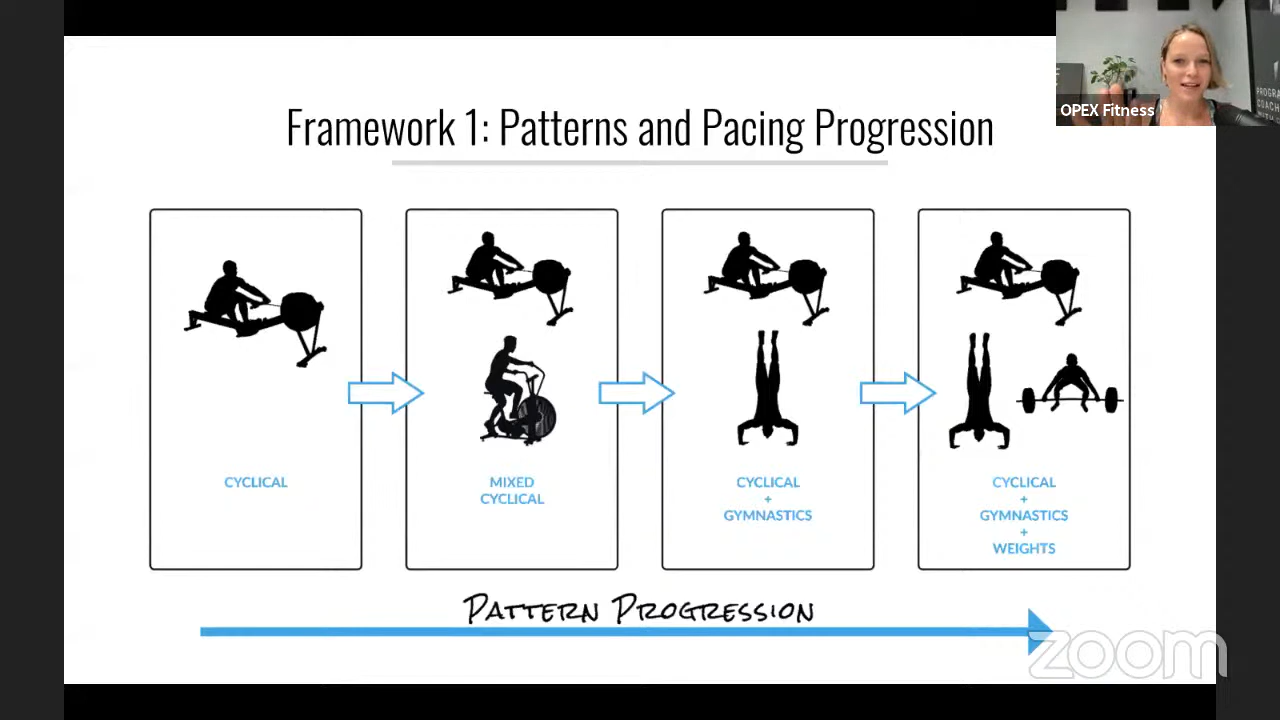 OPEX Fitness
Framework 1: Patterns and Pacing Progression
CYCLICAL
MIXED
CYCLICAL
CYCLICAL
+
GYMNASTICS
CYCLICAL
+
GYMNASTICS
+
WEIGHTS
PATTERN PROGRESSION
zoom